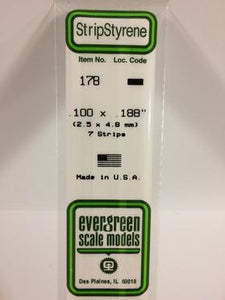 StripStyrene
Item No. Loc. Code
178
.100 x .188"
(2.5 x 4.8 mm)
7 Strips
Made in U.S.A.
evergreen
scale models
Des Plaines, IL 60018